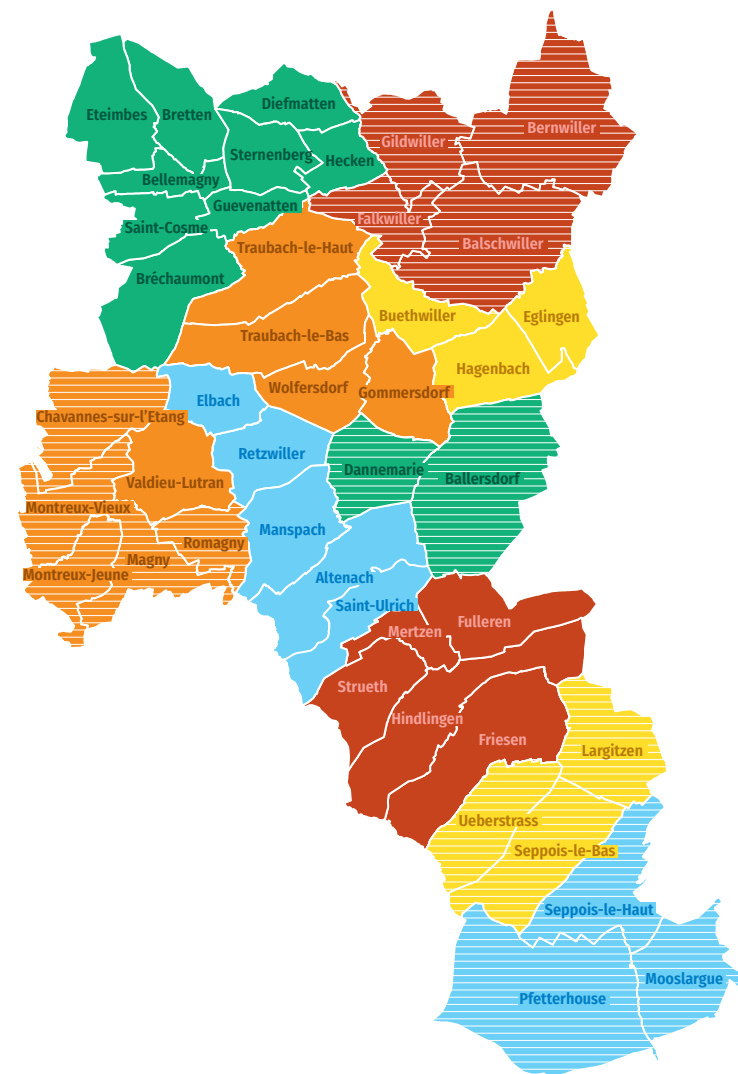 Eteimbes
Bretten
Diefmatten
Bernwiller
Gildwiller
Sternenberg
Hecken
Bellemagny
Guevenatten
Falkwiller
Saint-Cosme
Traubach-le-Haut
Balschwiller
Bréchaumont
Buethwiller
Eglingen
Traubach-le-Bas
Hagenbach
Wolfersdorf
Gommersdorf
Elbach
Chavannes-sur-l'Etang
Retzwiller
Dannemarie
Ballersdorf
Valdieu-Lutran
Montreux-Vieux
Manspach
Romagny
Magny
Montreux-Jeune
Altenach
Saint-Ulrich
Mertzen
Fulleren
Strueth
Hindlingen
Friesen
Largitzen
Ueberstrass
Seppois-le-Bas
Seppois-le-Haut
Mooslargue
Pfetterhouse